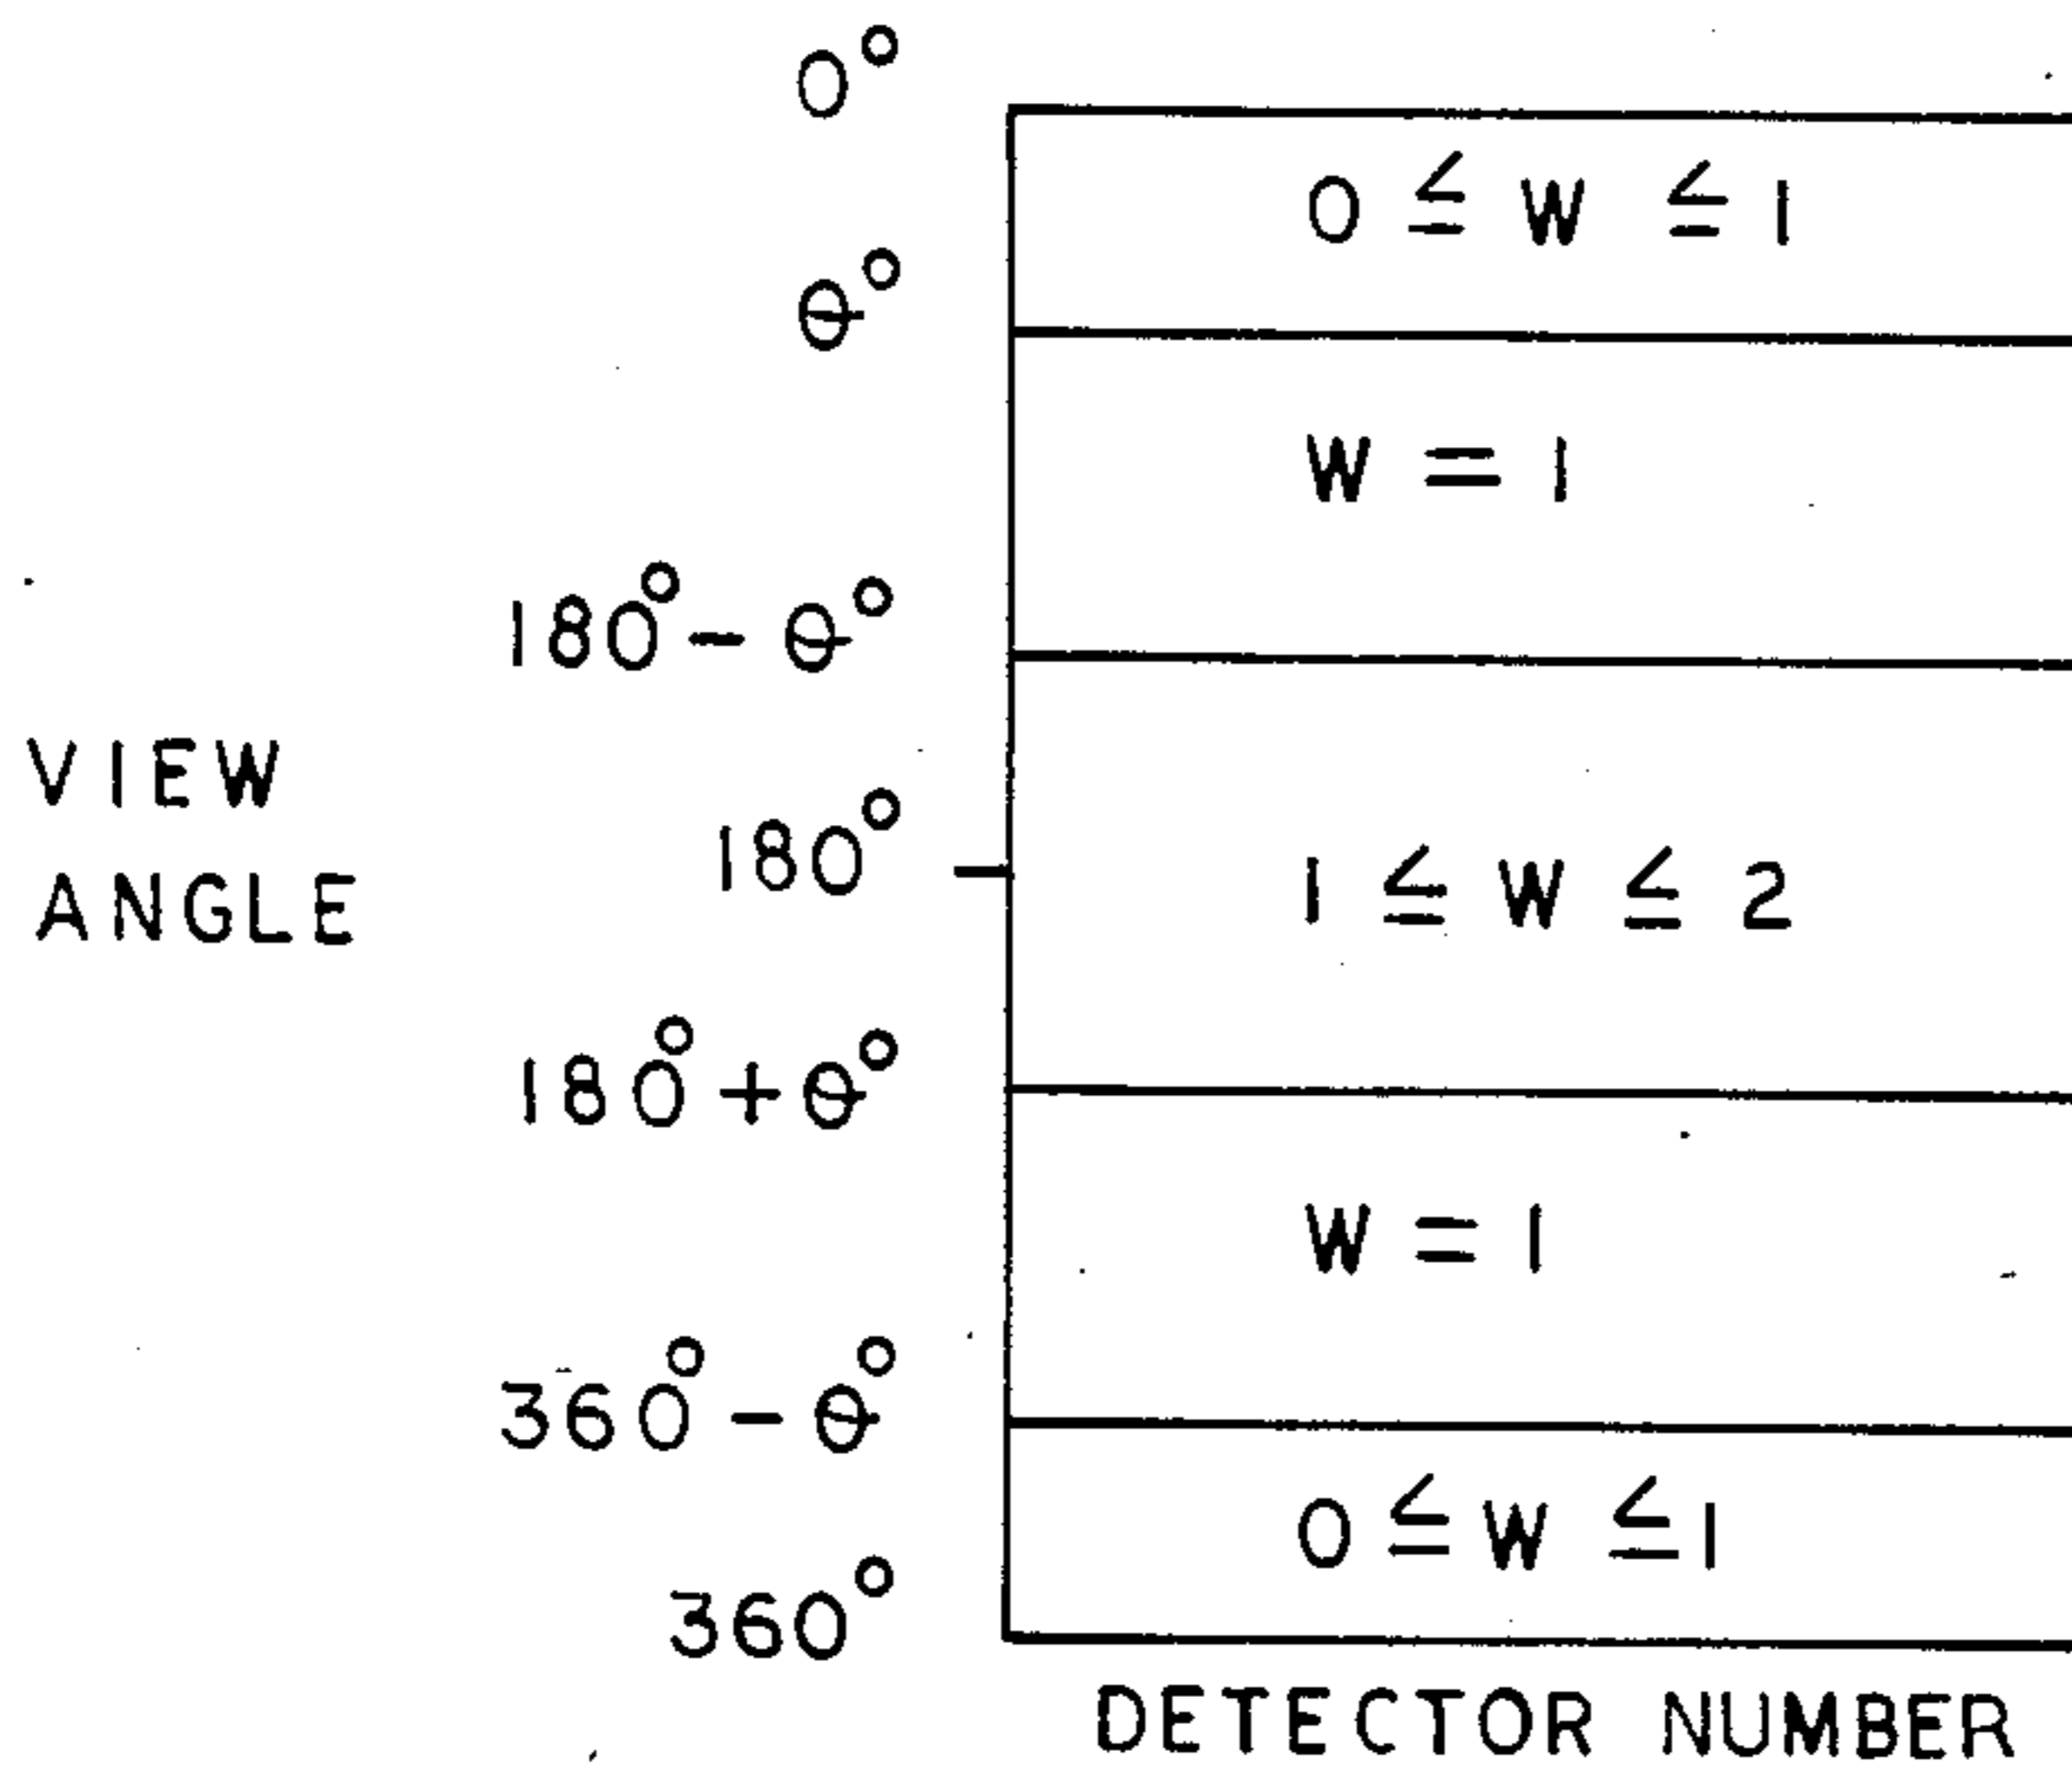 0°
0 ≤ W ≤ 1
θ°
W = 1
180° - θ°
VIEW
ANGLE
180°
1 ≤ W ≤ 2
180° + θ°
W = 1
360° - θ°
0 ≤ W ≤ 1
360°
DETECTOR NUMBER